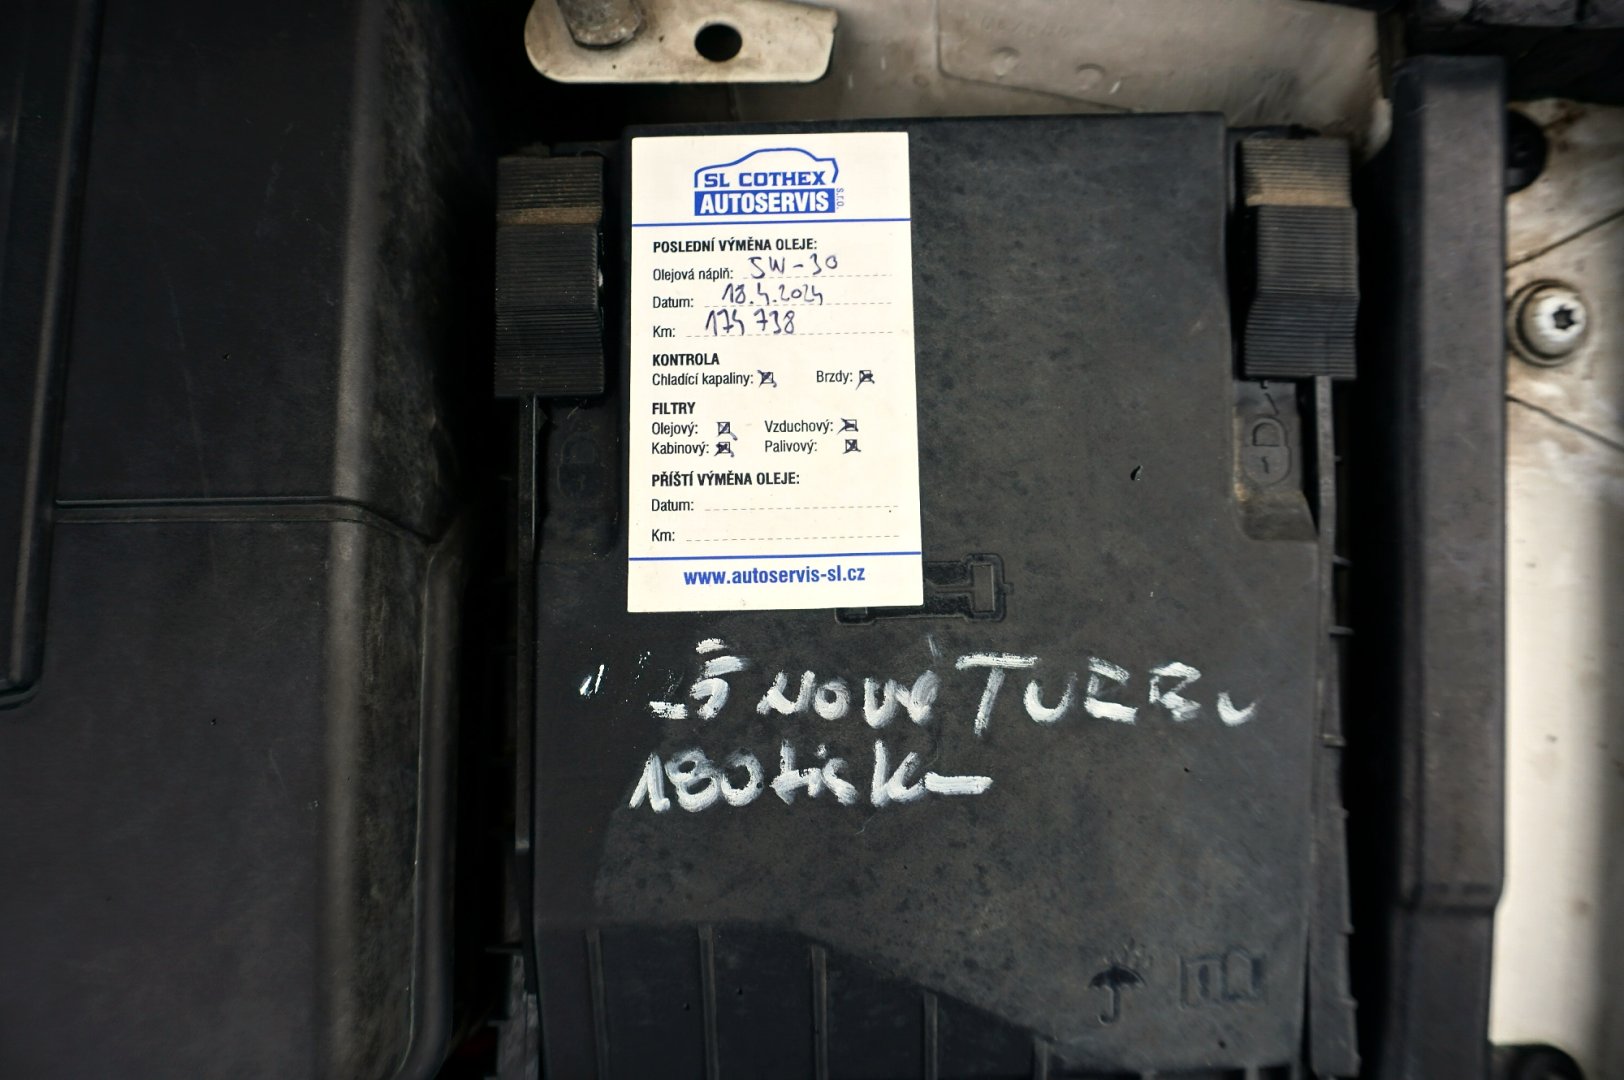 SL COTHEX
AUTOSERVIS s.r.o.
POSLEDNÍ VÝMĚNA OLEJE:
Olejová náplň: 5W-30
Datum: 18.4.2024
Km: 174 738
KONTROLA
Chladící kapaliny: Brzdy:
FILTRY
Olejový: Vzduchový:
Kabinový: Palivový:
PŘÍŠTÍ VÝMĚNA OLEJE:
Datum:
Km:
www.autoservis-sl.cz
NOVÉ TURBO
180 tis k